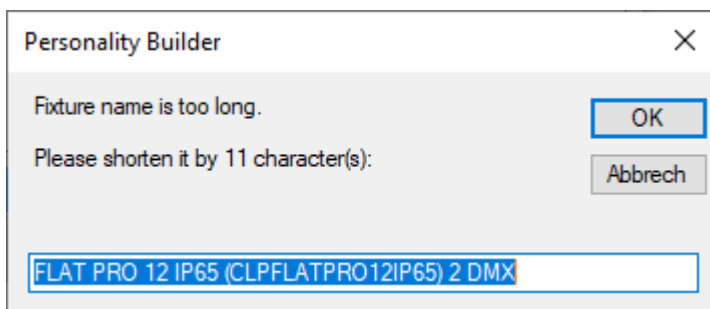 Personality Builder
Fixture name is too long.
OK
Please shorten it by 11 character(s):
Abbrech
FLAT PRO 12 IP65 (CLPFLATPRO12IP65) 2 DMX